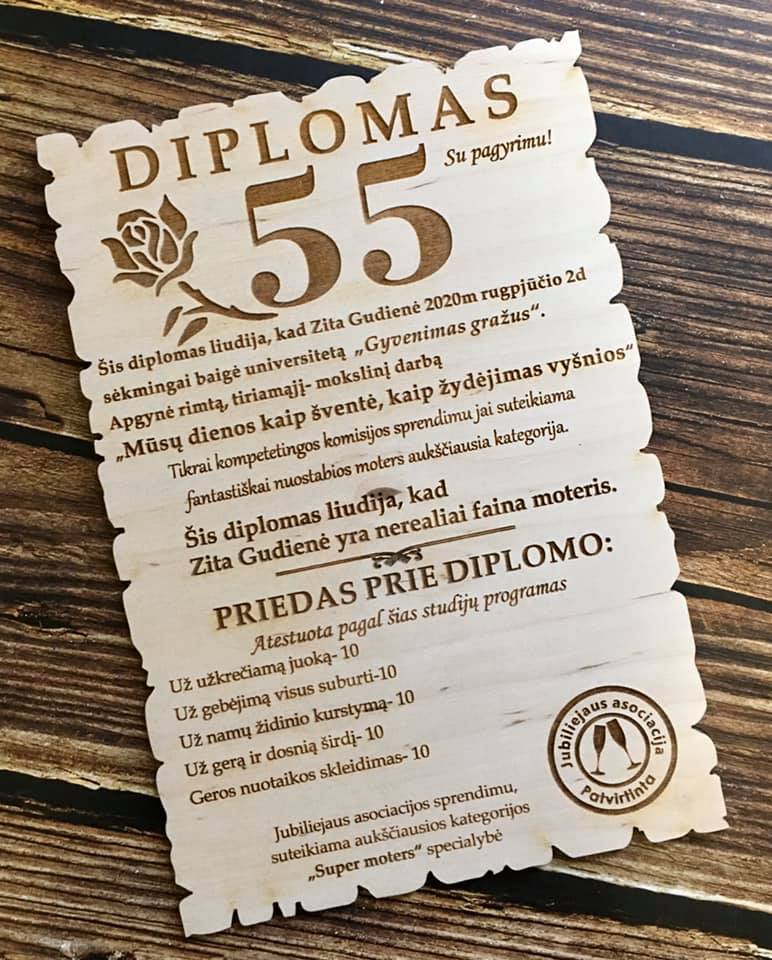 DIPLOMAS
Su pagyrimu!
55
Šis diplomas liudija, kad Zita Gudienė 2020m rugpjūčio 2d
sėkmingai baigė universitetą „Gyvenimas gražus“.
Apgynė rimtą, tiriamąjį- mokslinį darbą
„Mūsų dienos kaip šventė, kaip žydėjimas vyšnios“
Tikrai kompetetingos komisijos sprendimu jai suteikiama
fantastiškai nuostabios moters aukščiausia kategorija.
Šis diplomas liudija, kad
Zita Gudienė yra nerealiai faina moteris.
PRIEDAS PRIE DIPLOMO:
Atestuota pagal šias studijų programas
Už užkrečiamą juoką- 10
Už gebėjimą visus suburti-10
Už namų židinio kurstymą- 10
Už gerą ir dosnią širdį- 10
Geros nuotaikos skleidimas- 10
Jubiliejaus asociacija
Patvirtinta
Jubiliejaus asociacijos sprendimu,
suteikiama aukščiausios kategorijos
„Super moters“ specialybė